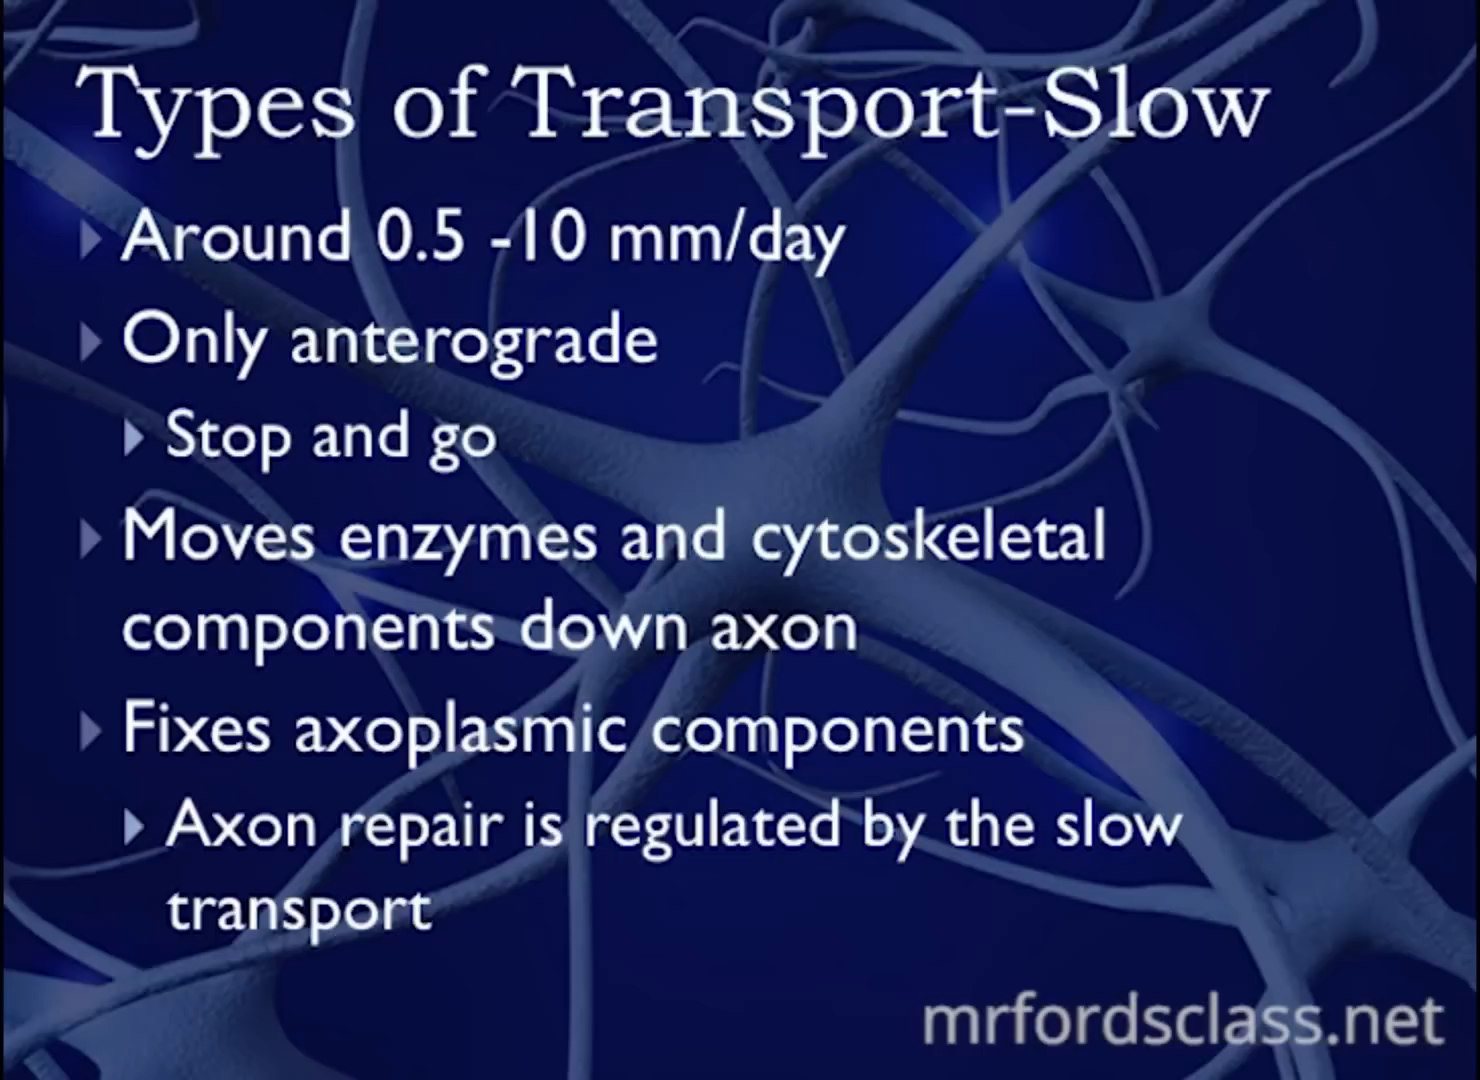 Types of Transport-Slow
Around 0.5 -10 mm/day
Only anterograde
Stop and go
Moves enzymes and cytoskeletal
components down axon
Fixes axoplasmic components
Axon repair is regulated by the slow
transport
mrfordsclass.net